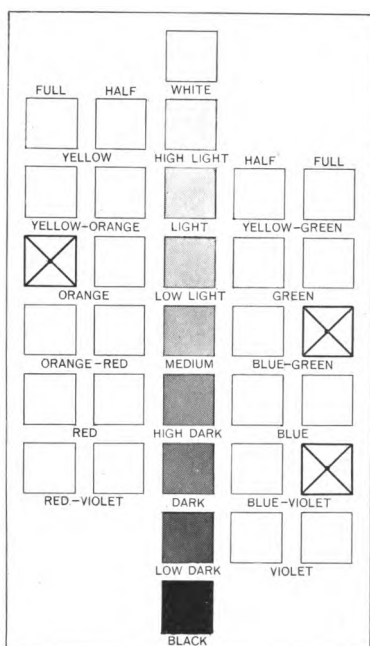 FULL HALF WHITE
YELLOW HIGH LIGHT HALF FULL
YELLOW-ORANGE LIGHT YELLOW-GREEN
ORANGE LOW LIGHT GREEN
ORANGE-RED MEDIUM BLUE-GREEN
RED HIGH DARK BLUE
RED-VIOLET DARK BLUE-VIOLET
LOW DARK VIOLET
BLACK